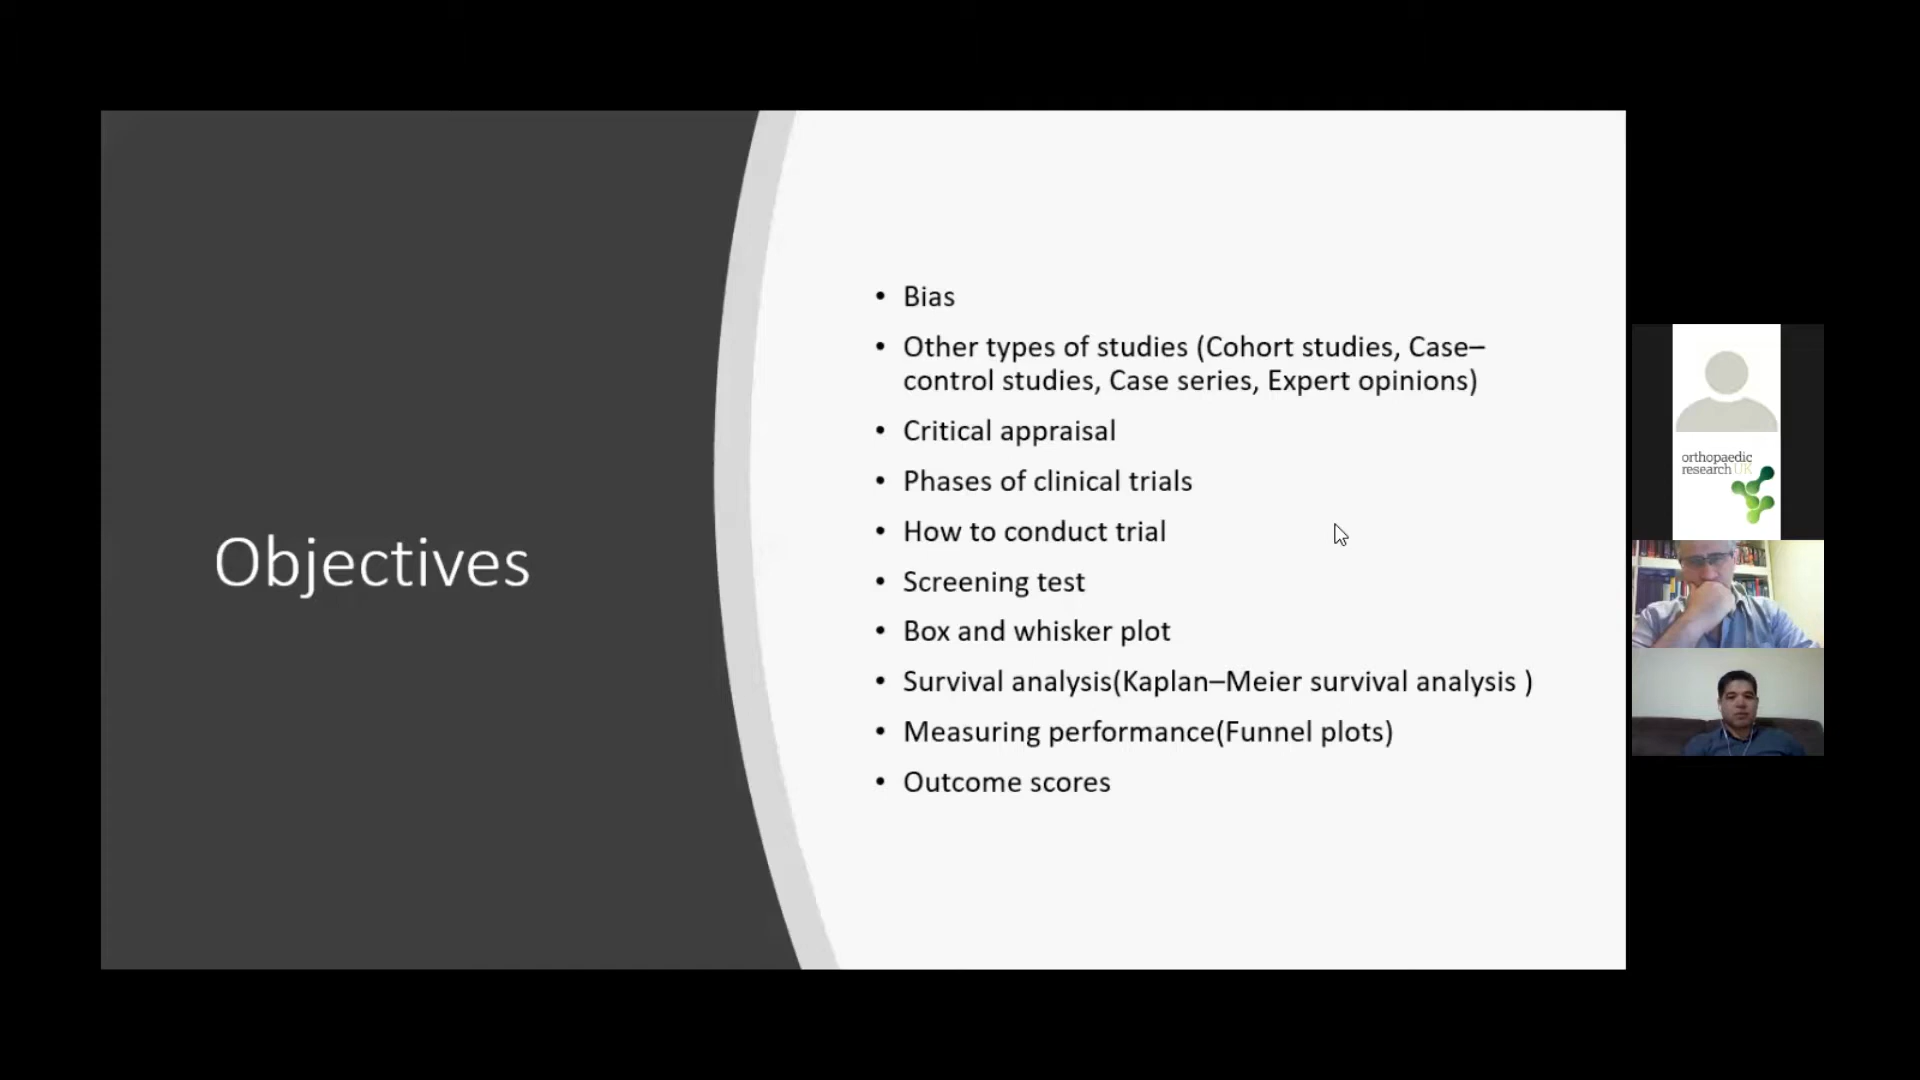 Objectives
• Bias
• Other types of studies (Cohort studies, Case–
control studies, Case series, Expert opinions)
• Critical appraisal
• Phases of clinical trials
• How to conduct trial
• Screening test
• Box and whisker plot
• Survival analysis(Kaplan–Meier survival analysis )
• Measuring performance(Funnel plots)
• Outcome scores
orthopaedic
research UK